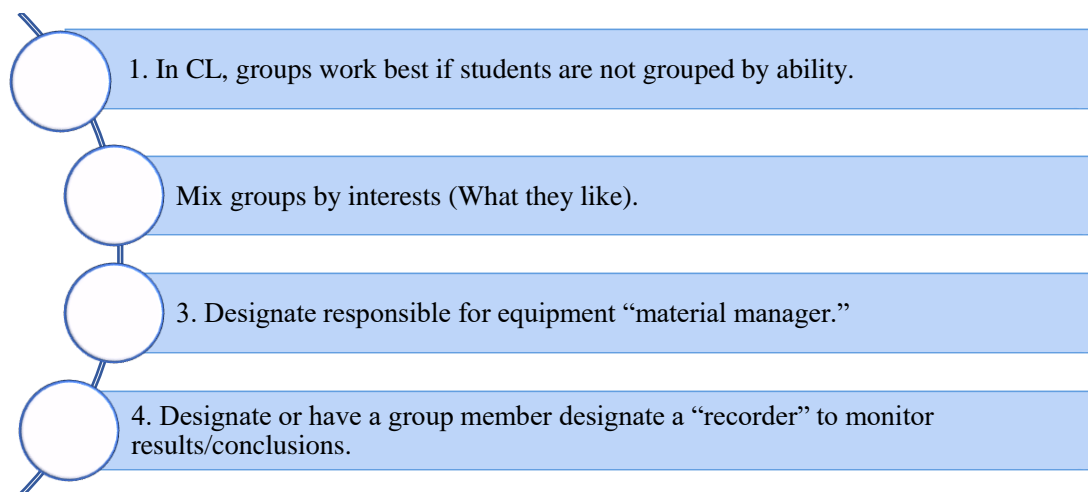 1. In CL, groups work best if students are not grouped by ability.
Mix groups by interests (What they like).
3. Designate responsible for equipment “material manager.”
4. Designate or have a group member designate a “recorder” to monitor
results/conclusions.